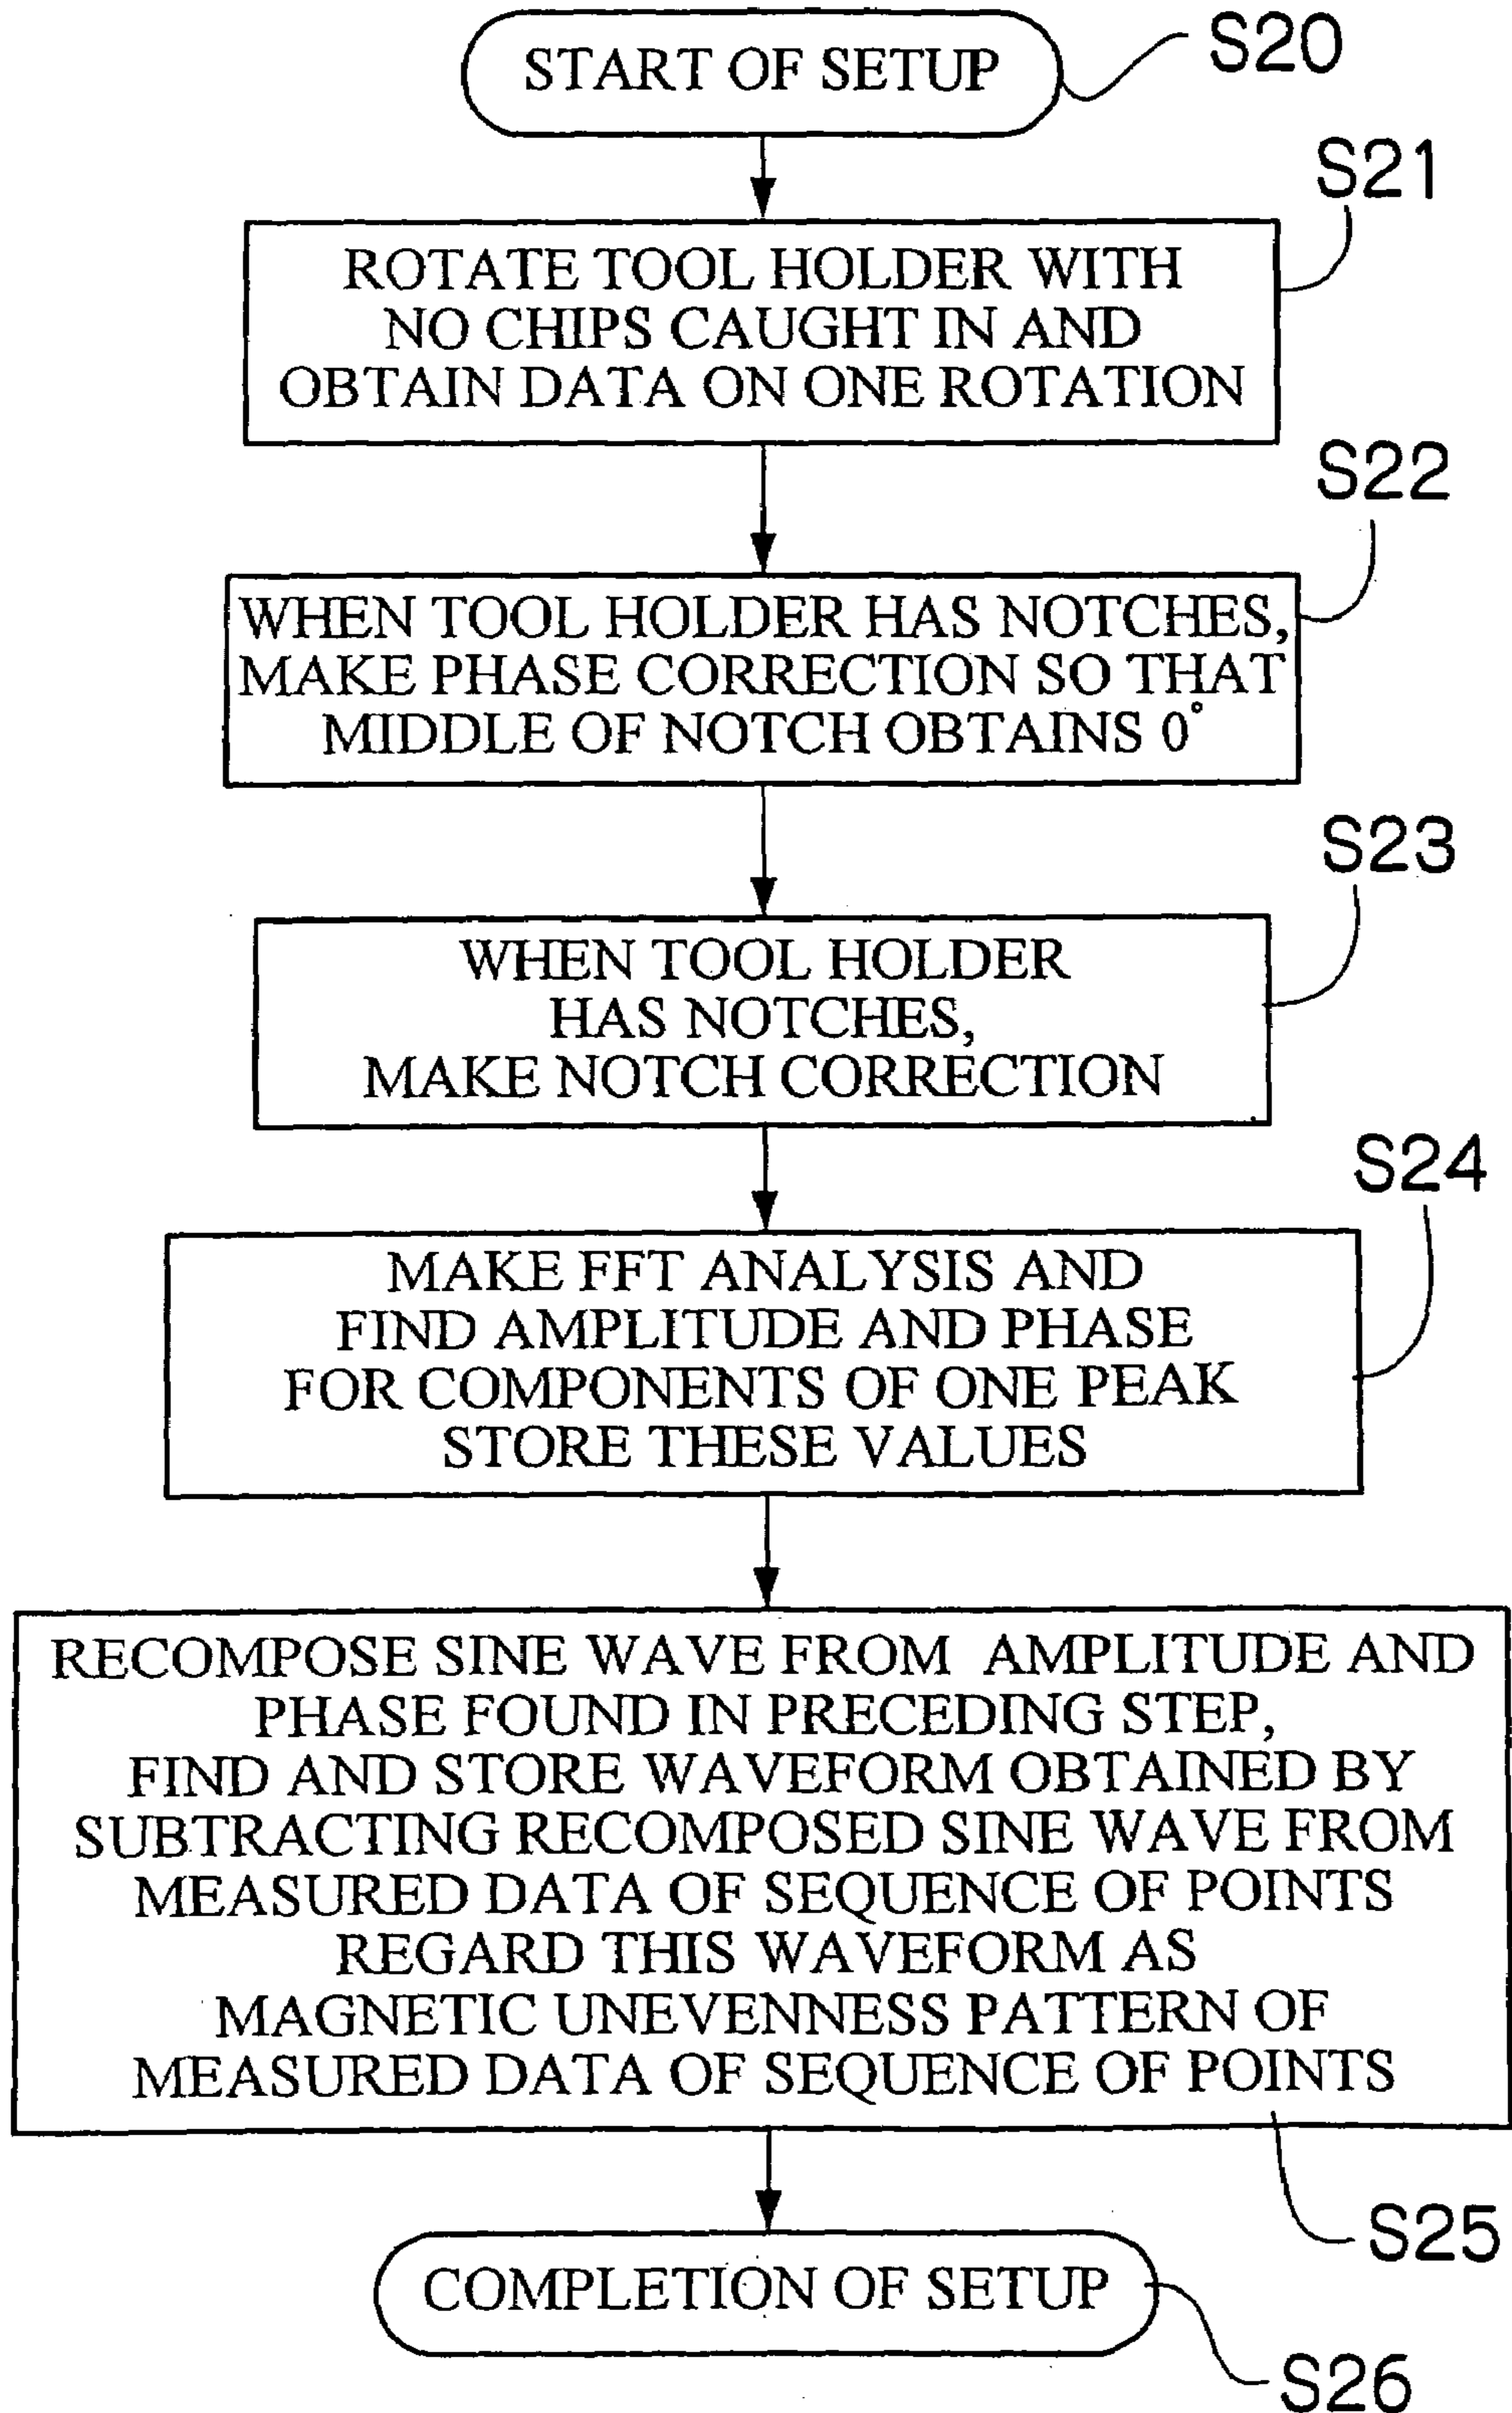 START OF SETUP
S20
S21
ROTATE TOOL HOLDER WITH
NO CHIPS CAUGHT IN AND
OBTAIN DATA ON ONE ROTATION
S22
WHEN TOOL HOLDER HAS NOTCHES,
MAKE PHASE CORRECTION SO THAT
MIDDLE OF NOTCH OBTAINS 0°
S23
WHEN TOOL HOLDER
HAS NOTCHES,
MAKE NOTCH CORRECTION
S24
MAKE FFT ANALYSIS AND
FIND AMPLITUDE AND PHASE
FOR COMPONENTS OF ONE PEAK
STORE THESE VALUES
RECOMPOSE SINE WAVE FROM AMPLITUDE AND
PHASE FOUND IN PRECEDING STEP,
FIND AND STORE WAVEFORM OBTAINED BY
SUBTRACTING RECOMPOSED SINE WAVE FROM
MEASURED DATA OF SEQUENCE OF POINTS
REGARD THIS WAVEFORM AS
MAGNETIC UNEVENNESS PATTERN OF
MEASURED DATA OF SEQUENCE OF POINTS
S25
COMPLETION OF SETUP
S26